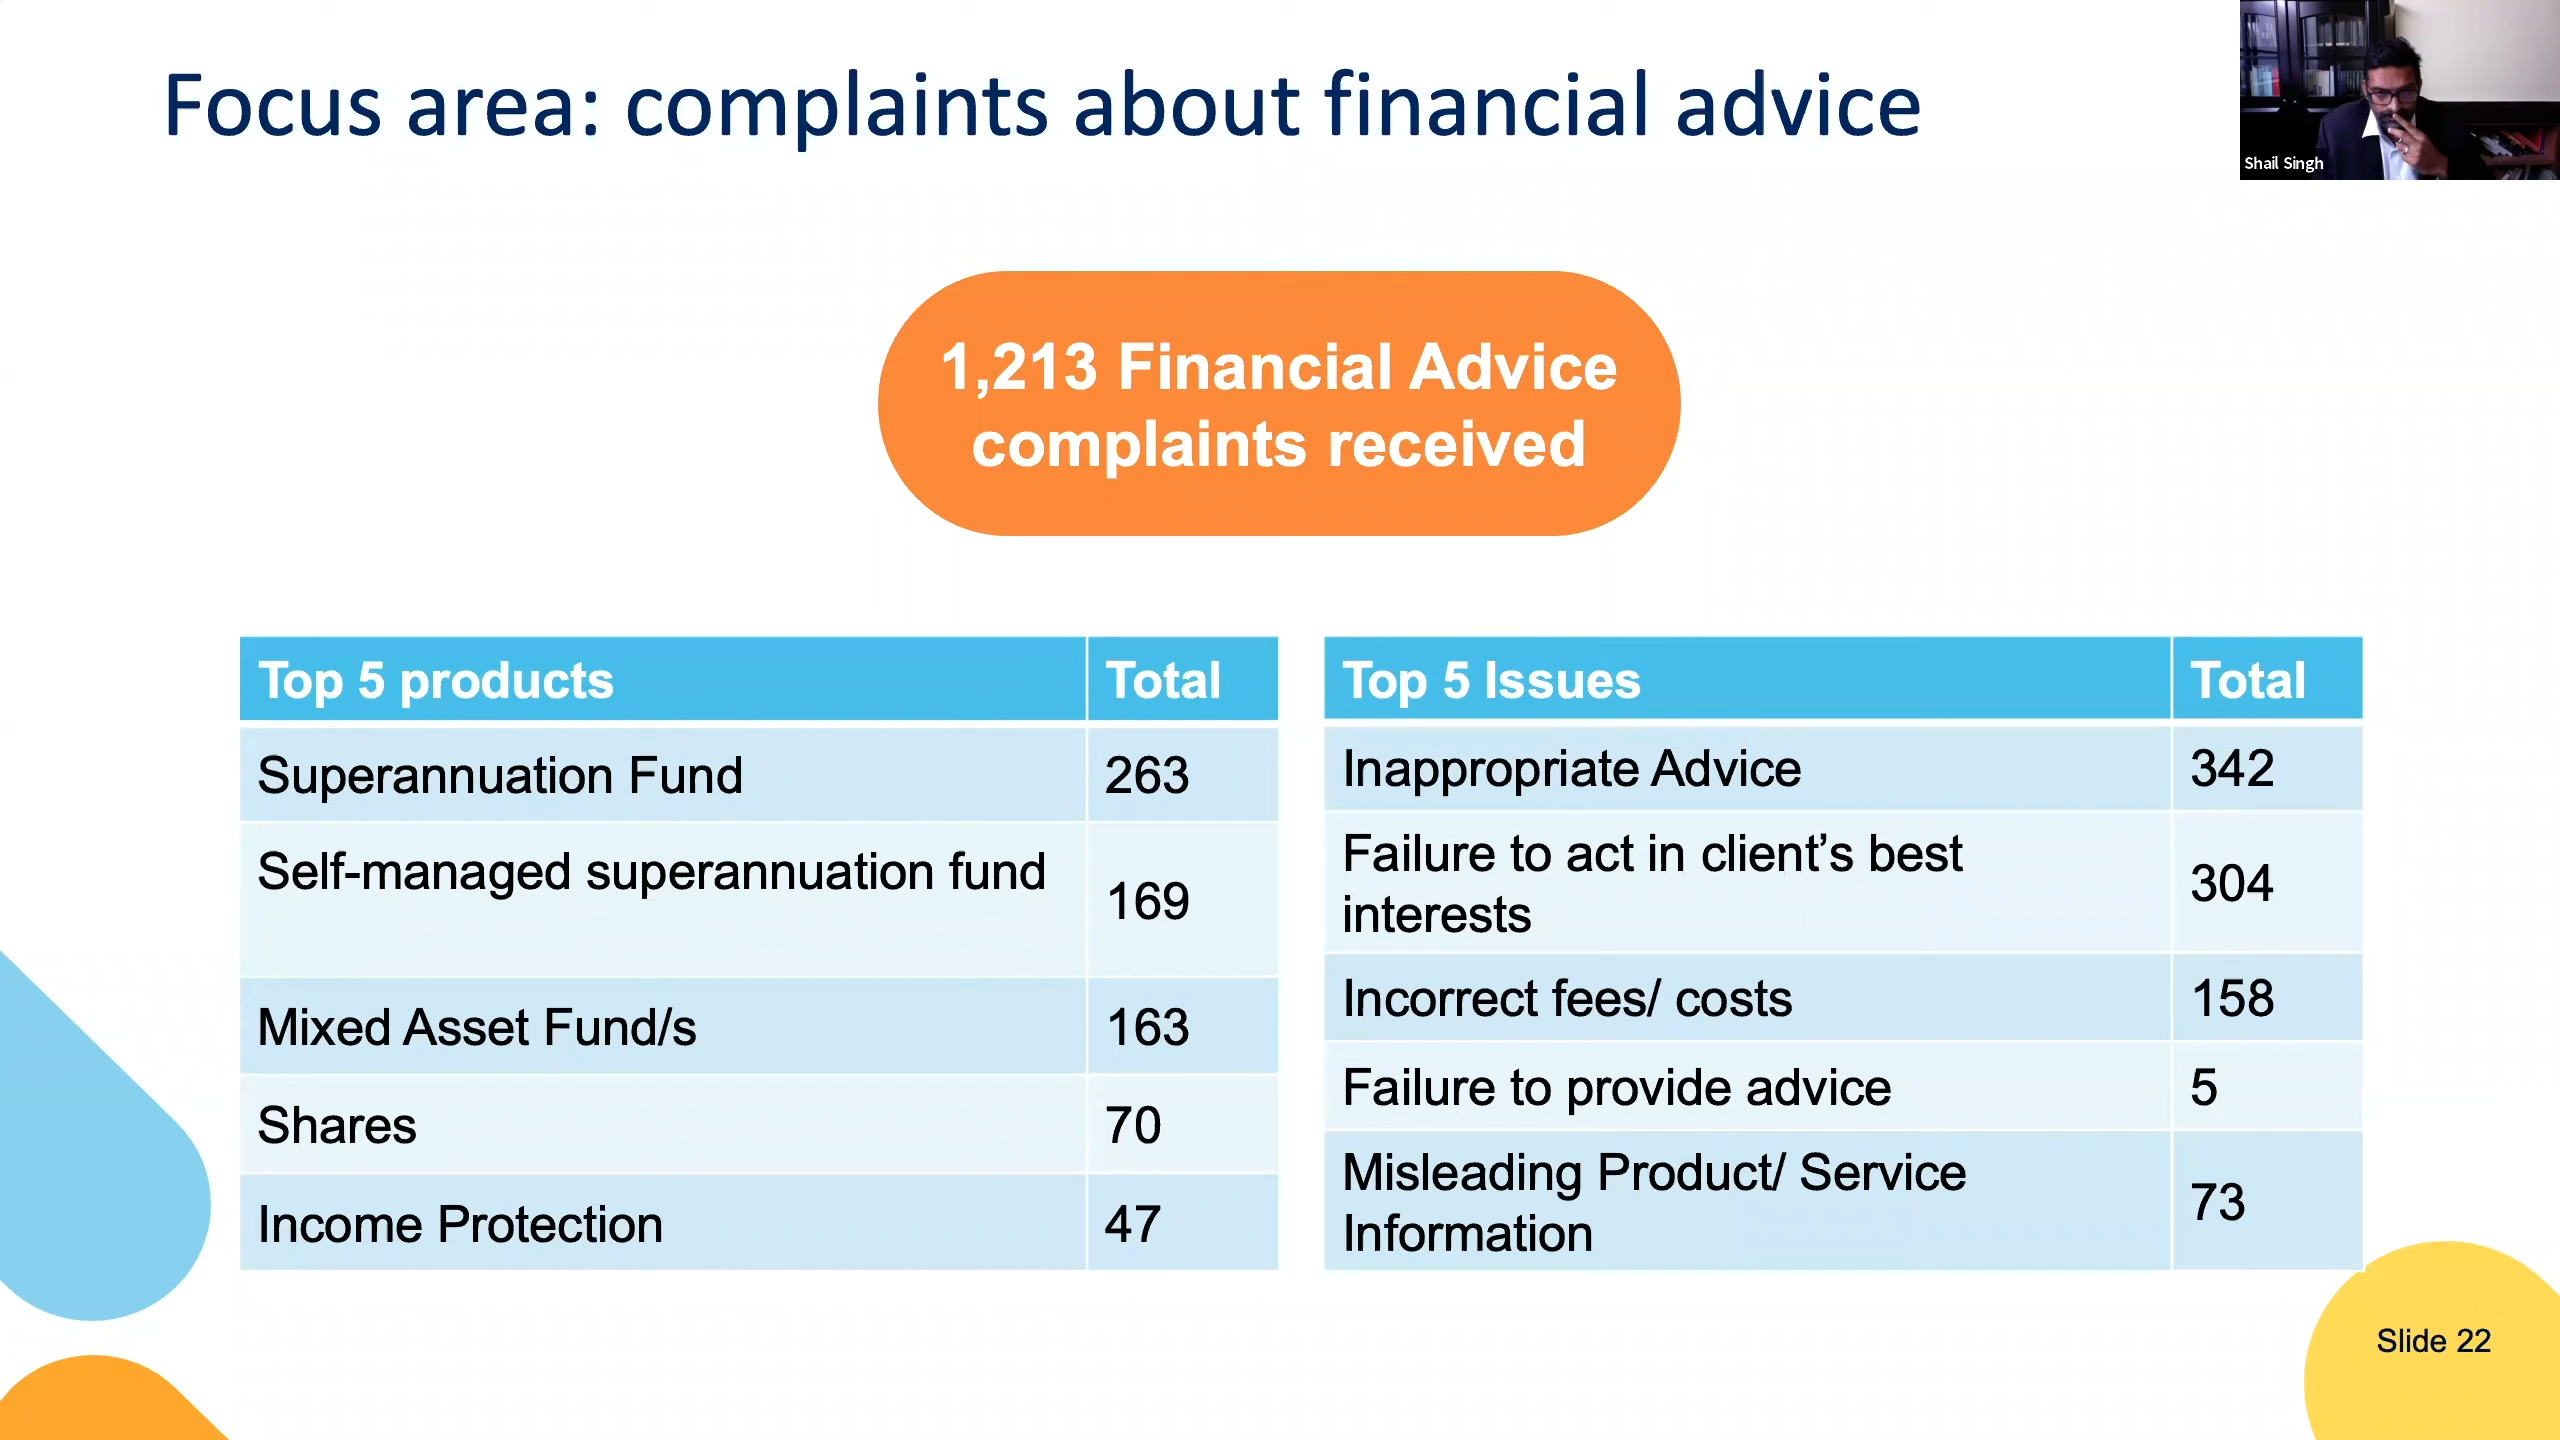 Focus area: complaints about financial advice
Shail Singh
1,213 Financial Advice
complaints received
Top 5 products Total
Superannuation Fund 263
Self-managed superannuation fund 169
Mixed Asset Fund/s 163
Shares 70
Income Protection 47
Top 5 Issues Total
Inappropriate Advice 342
Failure to act in client’s best
interests 304
Incorrect fees/ costs 158
Failure to provide advice 5
Misleading Product/ Service
Information 73
Slide 22